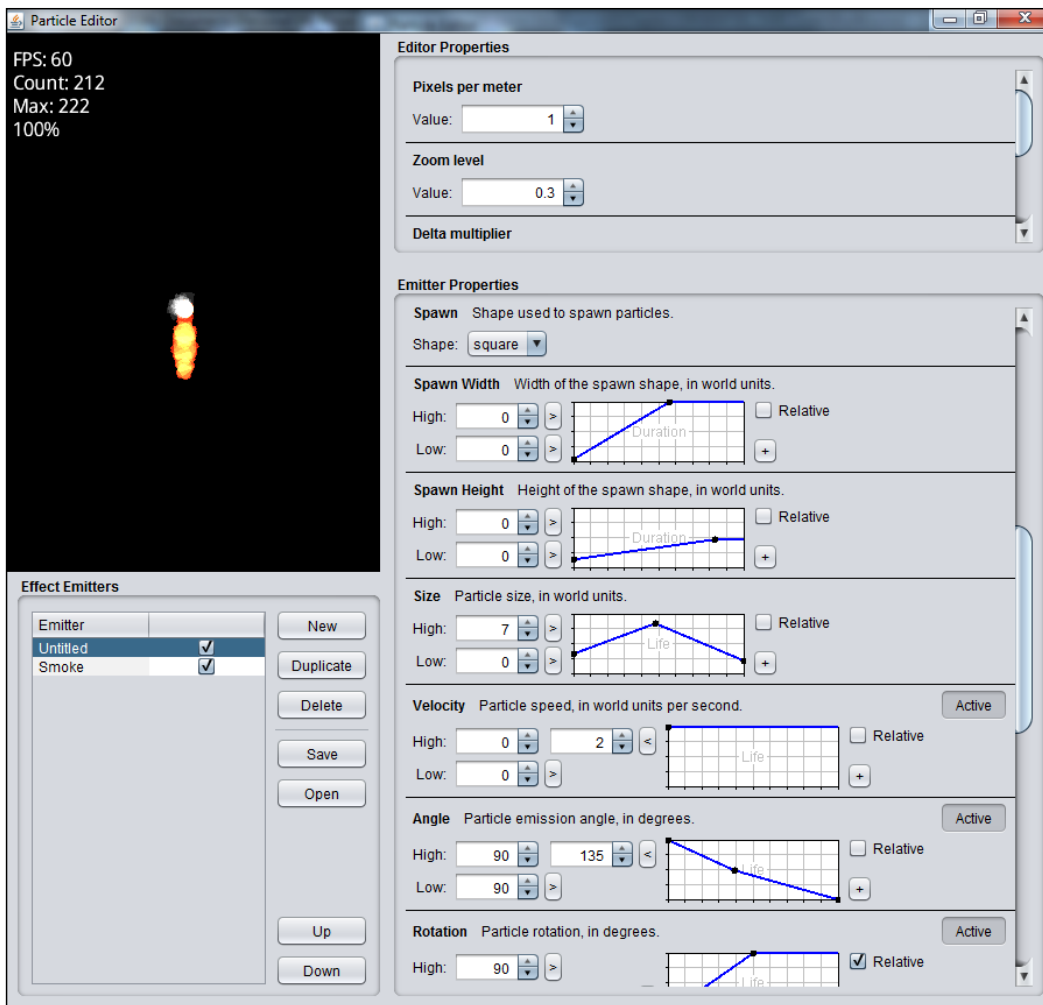 Particle Editor
FPS: 60
Count: 212
Max: 222
100%
Editor Properties
Pixels per meter
Value: 1
Zoom level
Value: 0.3
Delta multiplier
Emitter Properties
Spawn Shape used to spawn particles.
Shape: square
Spawn Width Width of the spawn shape, in world units.
High: 0 > Relative
Duration
Low: 0 > +
Spawn Height Height of the spawn shape, in world units.
High: 0 > Relative
Duration
Low: 0 > +
Size Particle size, in world units.
High: 7 > Relative
Life
Low: 0 > +
Velocity Particle speed, in world units per second. Active
High: 0 2 < Relative
Life
Low: 0 > +
Angle Particle emission angle, in degrees. Active
High: 90 135 < Relative
Life
Low: 90 > +
Rotation Particle rotation, in degrees. Active
High: 90 > Relative
Life
Effect Emitters
Emitter
Untitled
Smoke
New
Duplicate
Delete
Save
Open
Up
Down